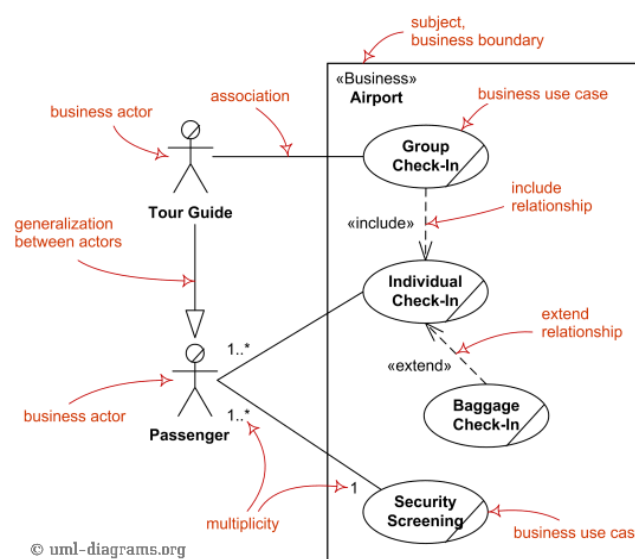 subject,
business boundary
«Business»
Airport
association
business use case
business actor
Group
Check-In
Tour Guide
include
relationship
«include»
generalization
between actors
Individual
Check-In
extend
relationship
1..*
«extend»
business actor
Passenger
1..*
Baggage
Check-In
multiplicity
1
Security
Screening
business use cas
© uml-diagrams.org